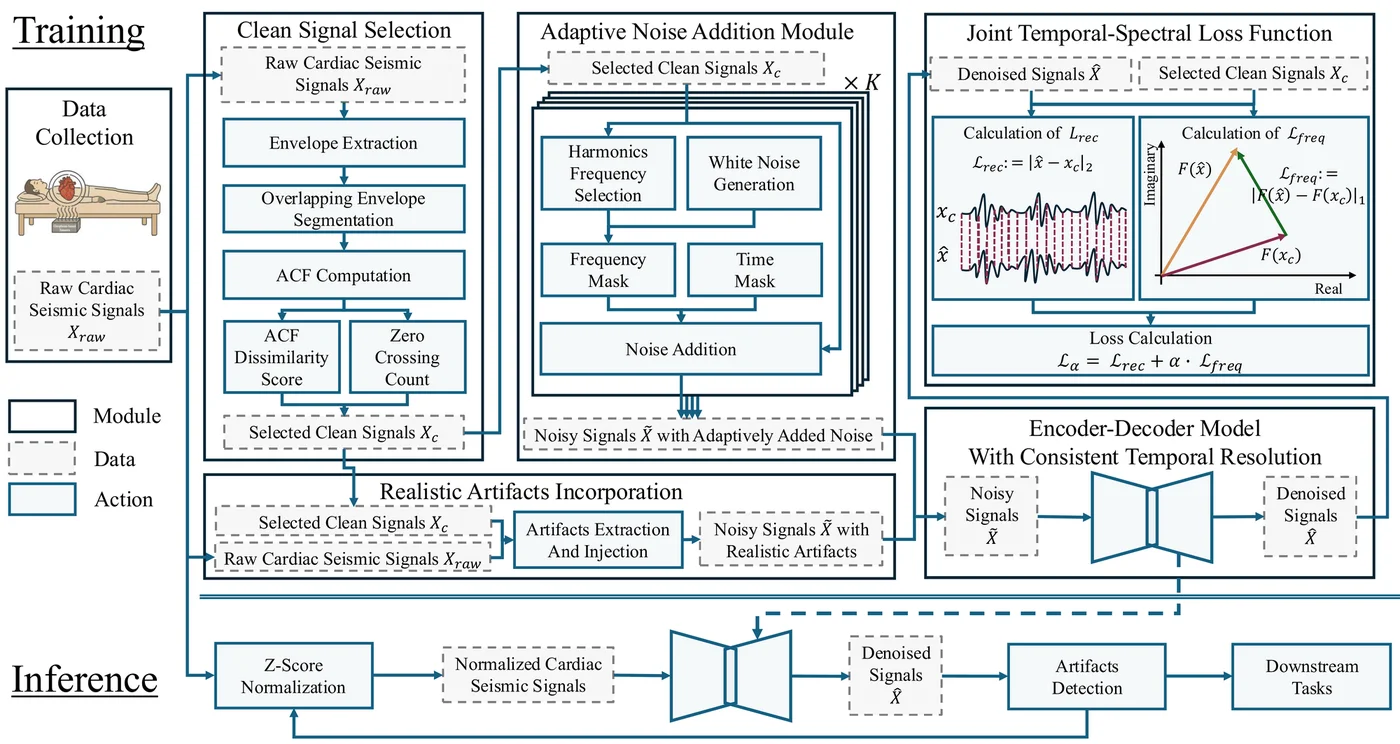 Training
Data
Collection
Raw Cardiac
Seismic Signals
X_raw
Module
Data
Action
Clean Signal Selection
Raw Cardiac Seismic
Signals X_raw
Envelope Extraction
Overlapping Envelope
Segmentation
ACF Computation
ACF
Dissimilarity
Score
Zero
Crossing
Count
Selected Clean Signals X_c
Adaptive Noise Addition Module
Selected Clean Signals X_c
× K
Harmonics
Frequency
Selection
White Noise
Generation
Frequency
Mask
Time
Mask
Noise Addition
Noisy Signals X̃ with Adaptively Added Noise
Realistic Artifacts Incorporation
Selected Clean Signals X_c
Raw Cardiac Seismic Signals X_raw
Artifacts Extraction
And Injection
Noisy Signals X̃ with
Realistic Artifacts
Joint Temporal-Spectral Loss Function
Denoised Signals X̂
Selected Clean Signals X_c
Calculation of L_rec
ℒ_rec := |x̂ − x_c|_2
x_c
x̂
Calculation of ℒ_freq
Imaginary
F(x̂)
ℒ_freq :=
|F(x̂) − F(x_c)|_1
F(x_c)
Real
Loss Calculation
ℒ_α = ℒ_rec + α · ℒ_freq
Encoder-Decoder Model
With Consistent Temporal Resolution
Noisy
Signals
X̃
Denoised
Signals
X̂
Inference
Z-Score
Normalization
Normalized Cardiac
Seismic Signals
Denoised
Signals
X̂
Artifacts
Detection
Downstream
Tasks